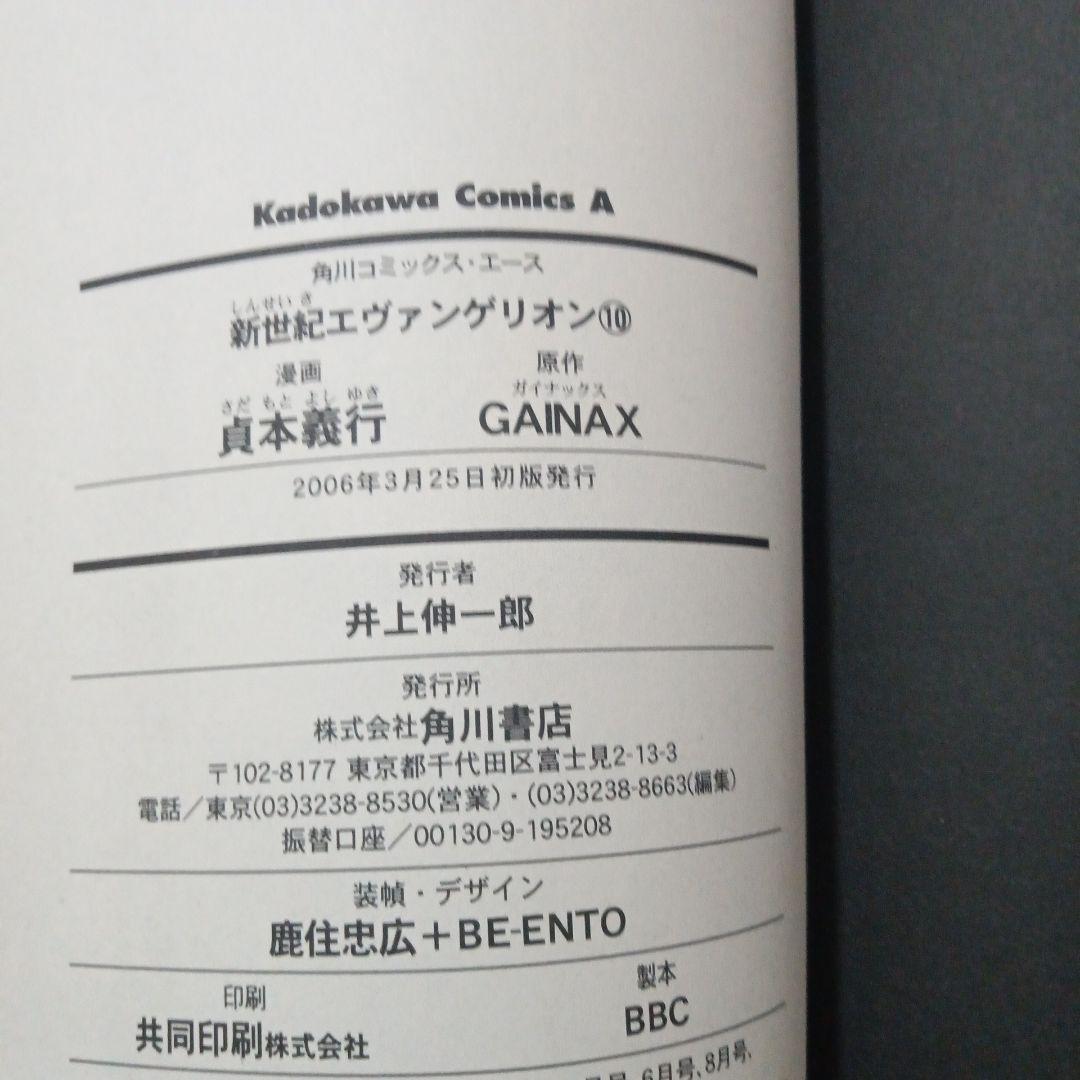 Kadokawa Comics A
角川コミックス・エース
しんせいき
新世紀エヴァンゲリオン⑩
漫画 原作
さだ もと よし ゆき ガイナックス
貞本義行 GAINAX
2006年3月25日初版発行
発行者
井上伸一郎
発行所
株式会社角川書店
〒102-8177 東京都千代田区富士見2-13-3
電話/東京(03)3238-8530(営業)・(03)3238-8663(編集)
振替口座/00130-9-195208
装幀・デザイン
鹿住忠広+BE-ENTO
印刷 製本
共同印刷株式会社 BBC
6月号、8月号、